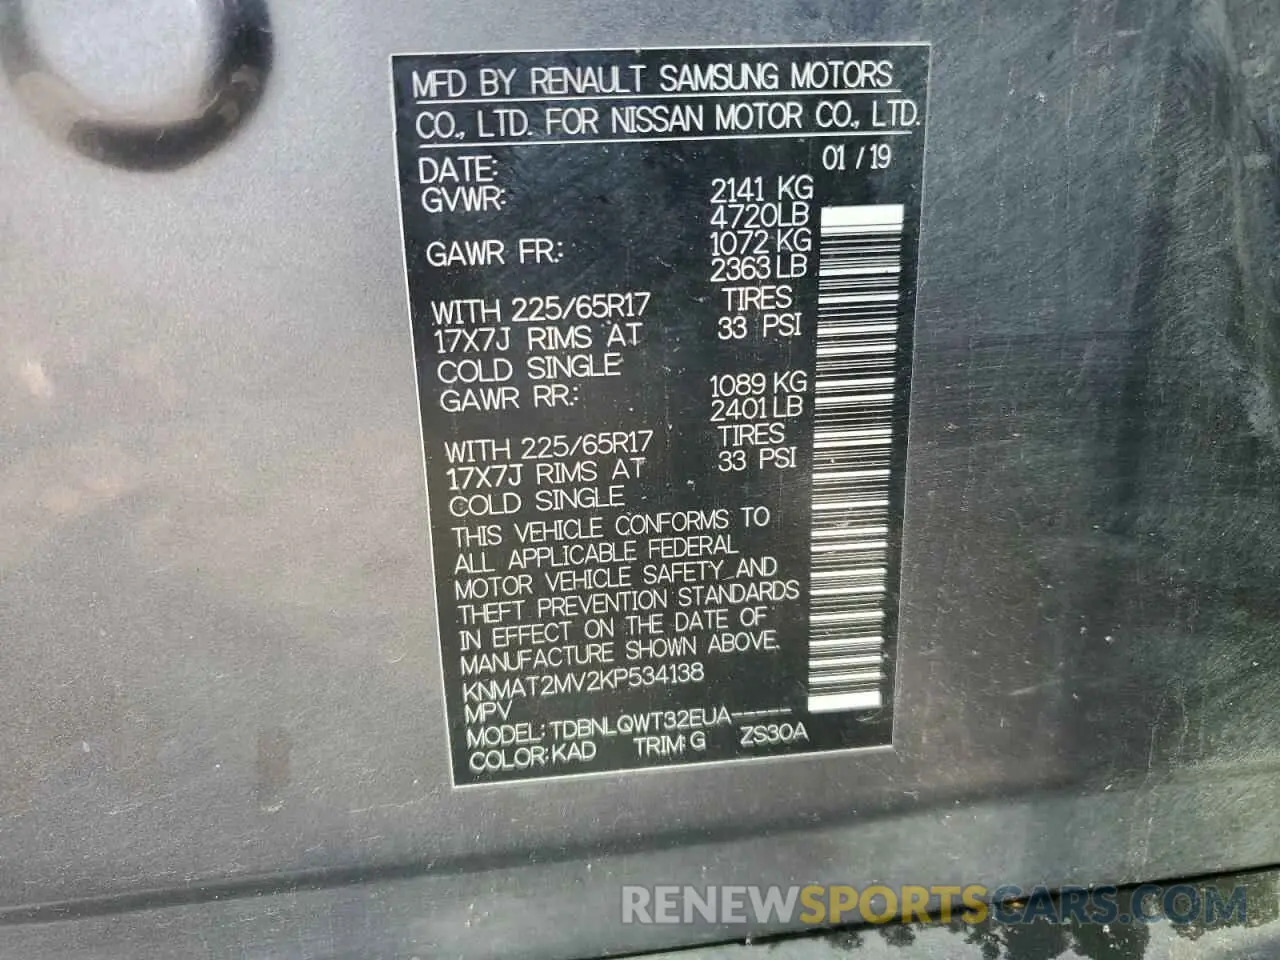 MFD BY RENAULT SAMSUNG MOTORS
CO., LTD. FOR NISSAN MOTOR CO., LTD.
DATE: 01 / 19
GVWR: 2141 KG
4720LB
GAWR FR: 1072 KG
2363 LB
WITH 225/65R17 TIRES
17X7J RIMS AT 33 PSI
COLD SINGLE
GAWR RR: 1089 KG
2401 LB
WITH 225/65R17 TIRES
17X7J RIMS AT 33 PSI
COLD SINGLE
THIS VEHICLE CONFORMS TO
ALL APPLICABLE FEDERAL
MOTOR VEHICLE SAFETY AND
THEFT PREVENTION STANDARDS
IN EFFECT ON THE DATE OF
MANUFACTURE SHOWN ABOVE.
KNMAT2MV2KP534138
MPV
MODEL: TDBNLQWT32EUA-----
COLOR: KAD TRIM: G ZS30A
RENEWSPORTSCARS.COM